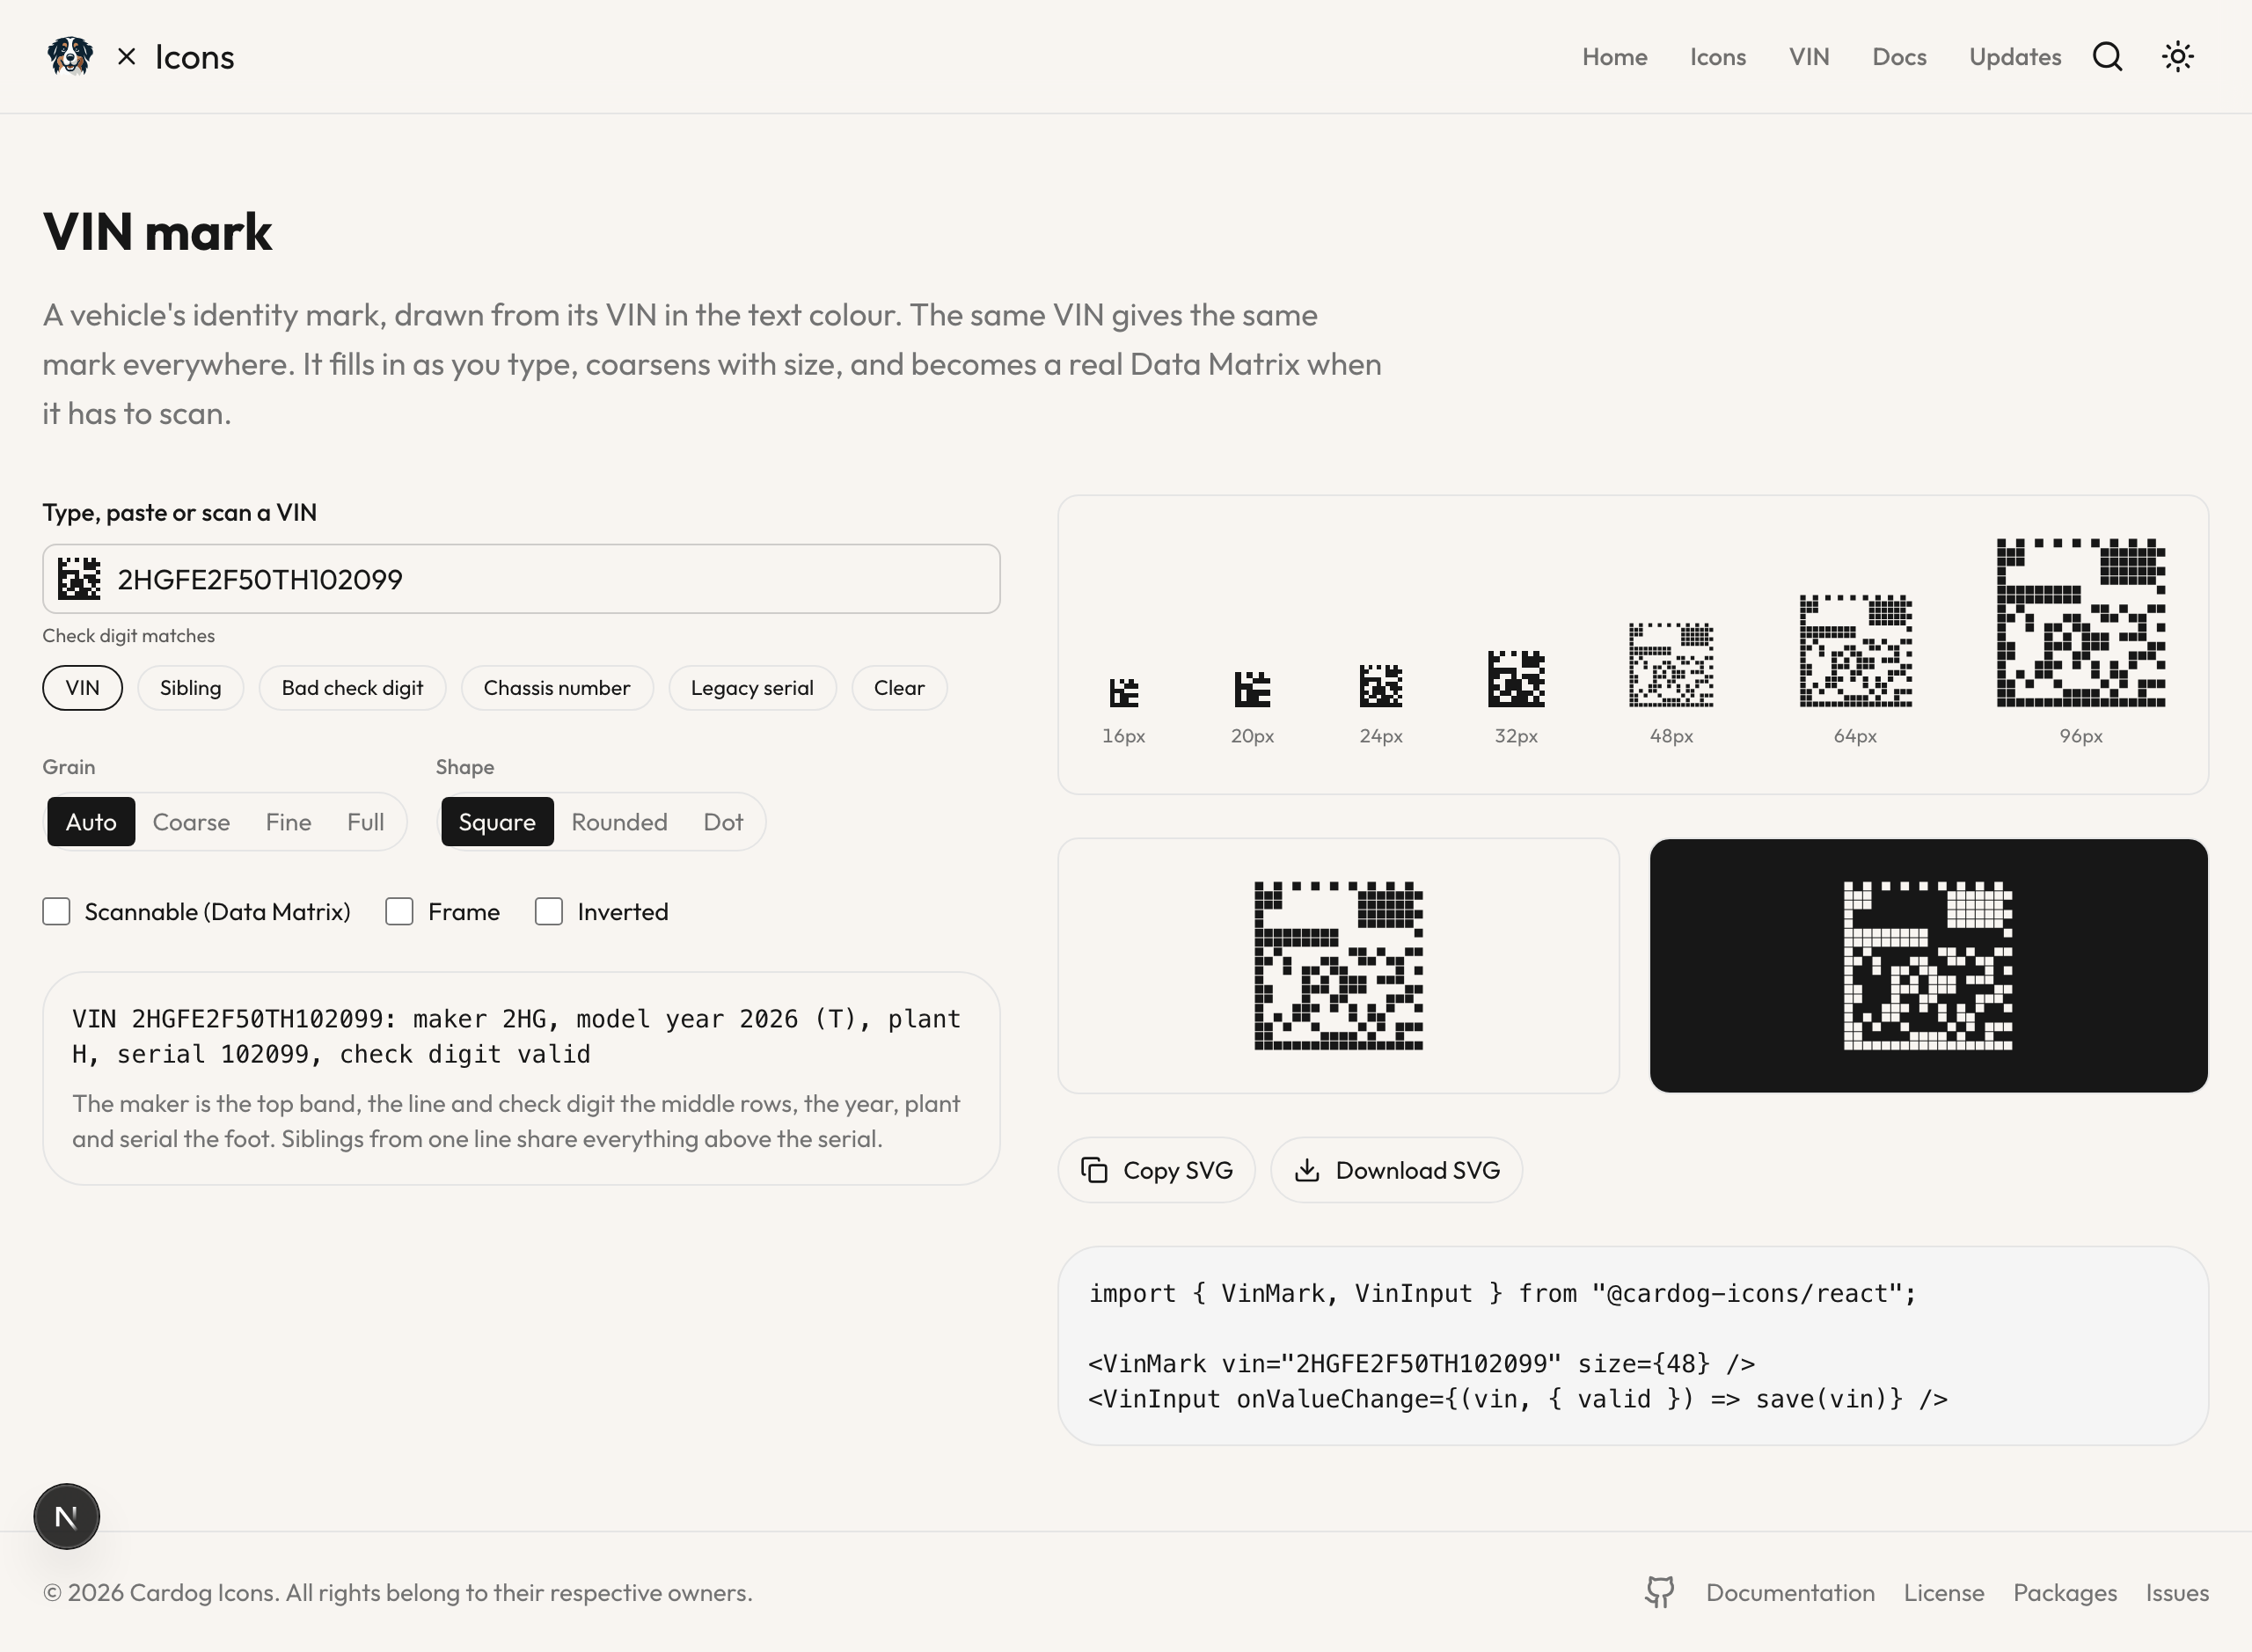 Icons
Home
Icons
VIN
Docs
Updates
VIN mark
A vehicle's identity mark, drawn from its VIN in the text colour. The same VIN gives the same
mark everywhere. It fills in as you type, coarsens with size, and becomes a real Data Matrix when
it has to scan.
Type, paste or scan a VIN
2HGFE2F50TH102099
Check digit matches
VIN
Sibling
Bad check digit
Chassis number
Legacy serial
Clear
Grain
Shape
Auto
Coarse
Fine
Full
Square
Rounded
Dot
Scannable (Data Matrix)
Frame
Inverted
VIN 2HGFE2F50TH102099: maker 2HG, model year 2026 (T), plant
H, serial 102099, check digit valid
The maker is the top band, the line and check digit the middle rows, the year, plant
and serial the foot. Siblings from one line share everything above the serial.
16px
20px
24px
32px
48px
64px
96px
Copy SVG
Download SVG
import { VinMark, VinInput } from "@cardog-icons/react";
<VinMark vin="2HGFE2F50TH102099" size={48} />
<VinInput onValueChange={(vin, { valid }) => save(vin)} />
N
© 2026 Cardog Icons. All rights belong to their respective owners.
Documentation
License
Packages
Issues